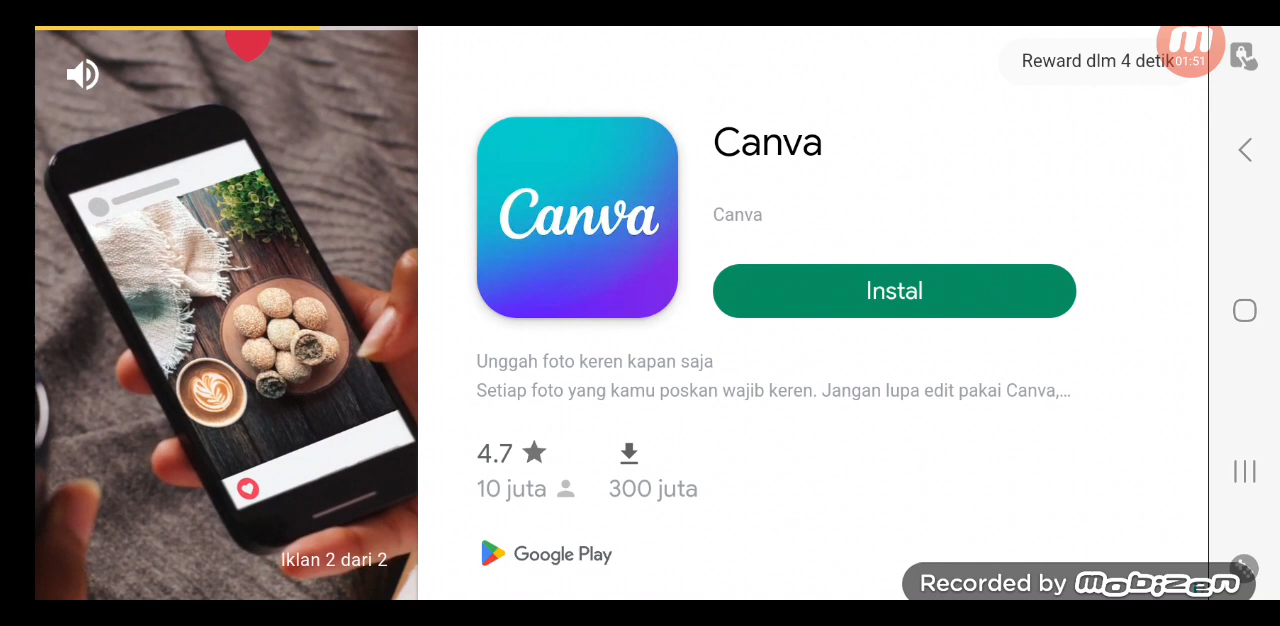 Reward dlm 4 detik
01:51
Canva
Canva
Canva
Instal
Unggah foto keren kapan saja
Setiap foto yang kamu poskan wajib keren. Jangan lupa edit pakai Canva,...
4.7
10 juta
300 juta
Iklan 2 dari 2
Google Play
Recorded by Mobizen